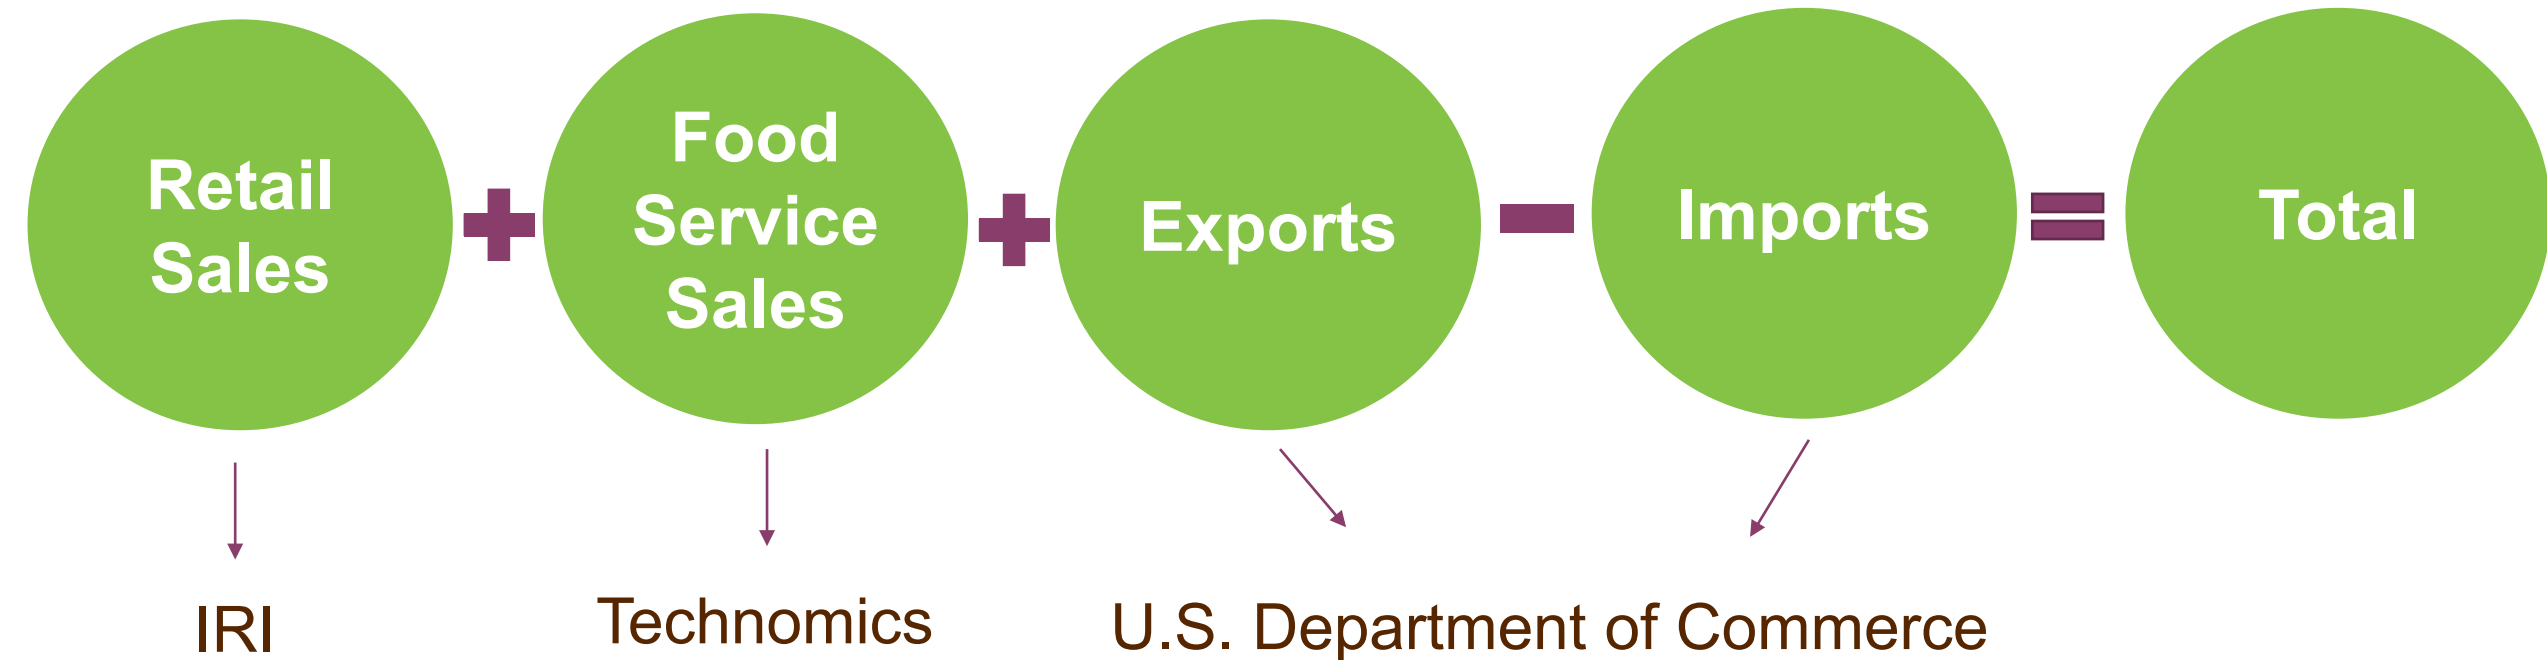 Retail
Sales
Food
Service
Sales
Exports
Imports
Total
IRI
Technomics
U.S. Department of Commerce